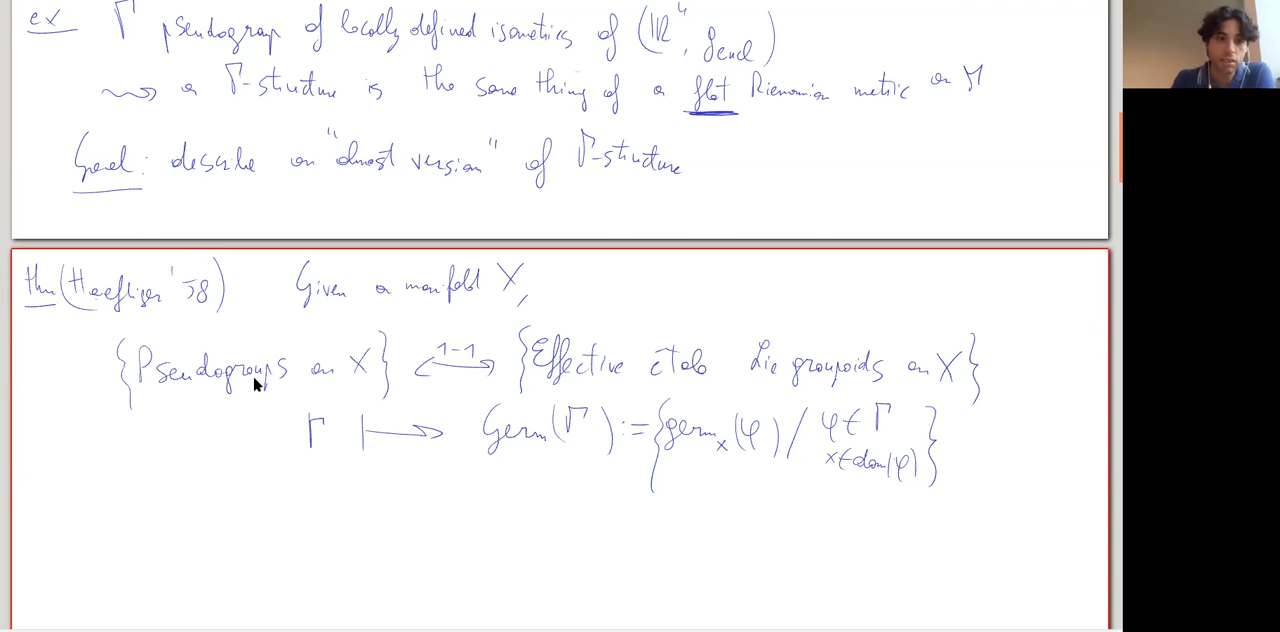 ex Γ pseudogroup of locally defined isometries of (ℝⁿ, g_eucl)
⇝ a Γ-structure is the same thing of a flat Riemannian metric on M
Goal: describe an "almost version" of Γ-structure
thm (Haefliger '58) Given a manifold X,
{Pseudogroups on X} ⟷ 1-1 {Effective étale Lie groupoids on X}
Γ ⟼ Germ(Γ) := {germ_x(φ) / φ∈Γ
x∈dom(φ)}